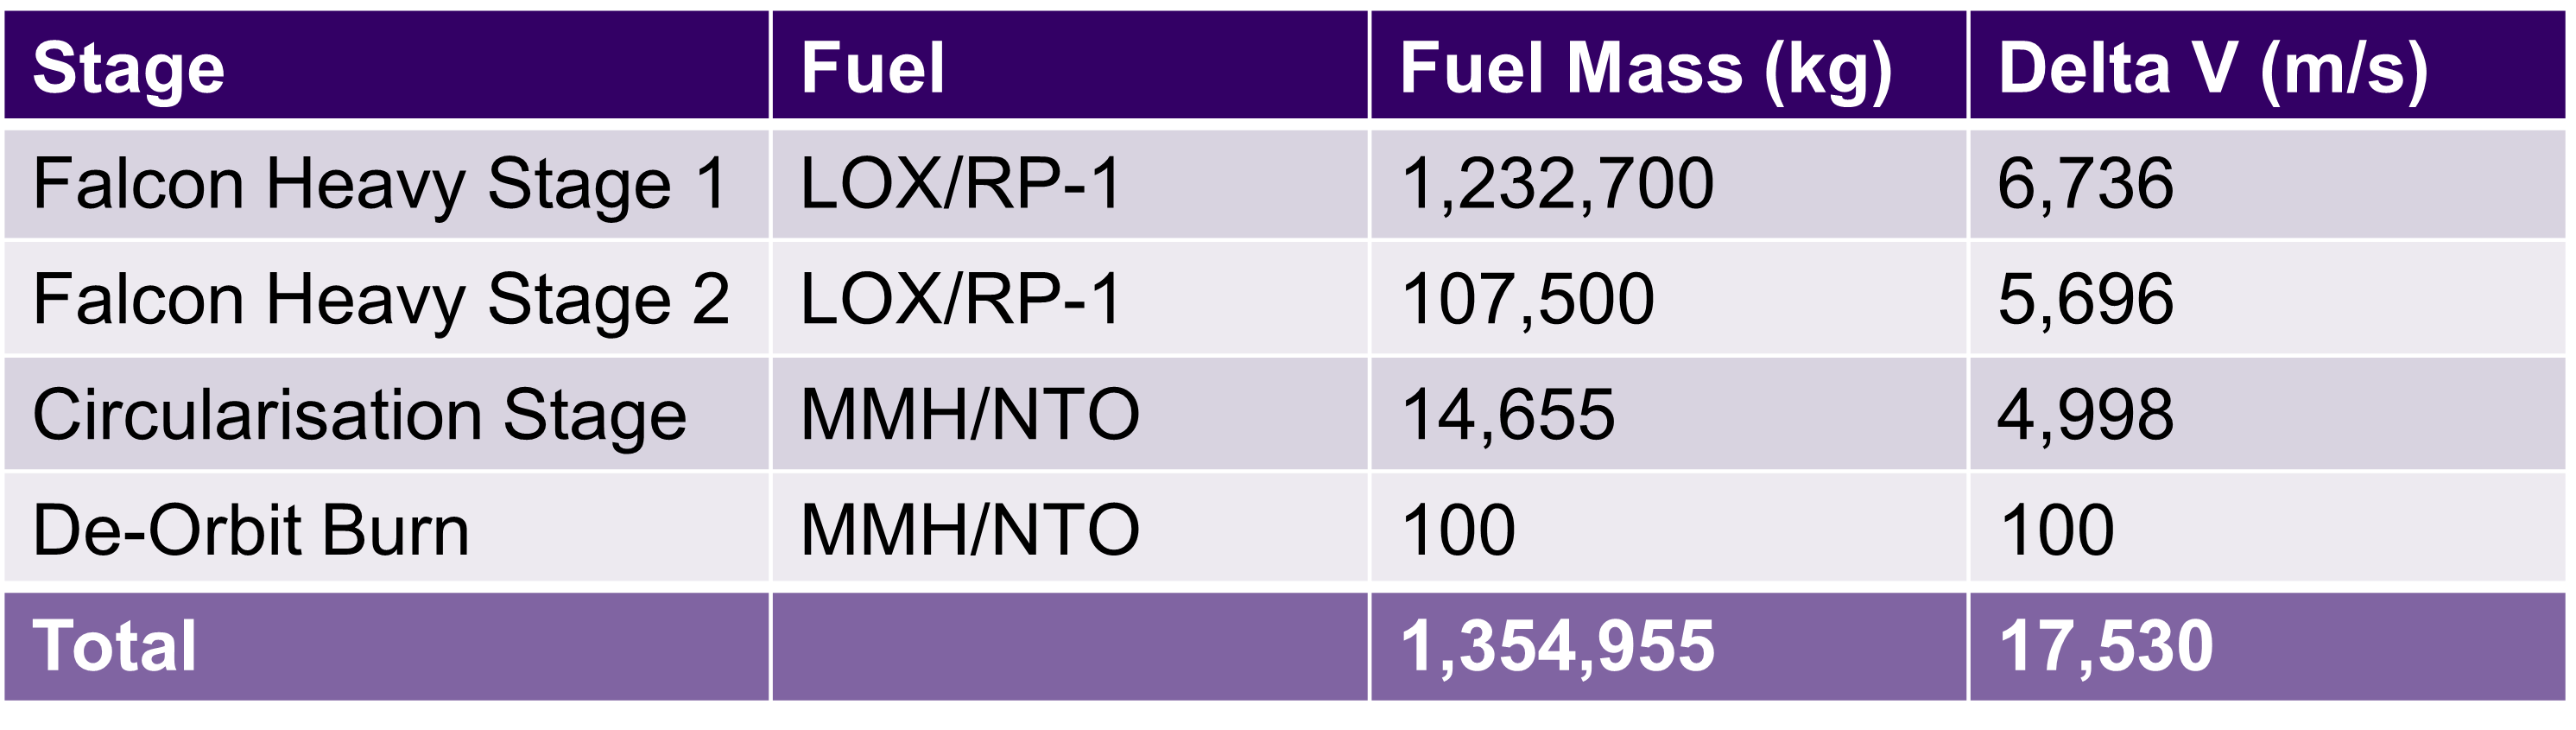 Stage Fuel Fuel Mass (kg) Delta V (m/s)
Falcon Heavy Stage 1 LOX/RP-1 1,232,700 6,736
Falcon Heavy Stage 2 LOX/RP-1 107,500 5,696
Circularisation Stage MMH/NTO 14,655 4,998
De-Orbit Burn MMH/NTO 100 100
Total 1,354,955 17,530